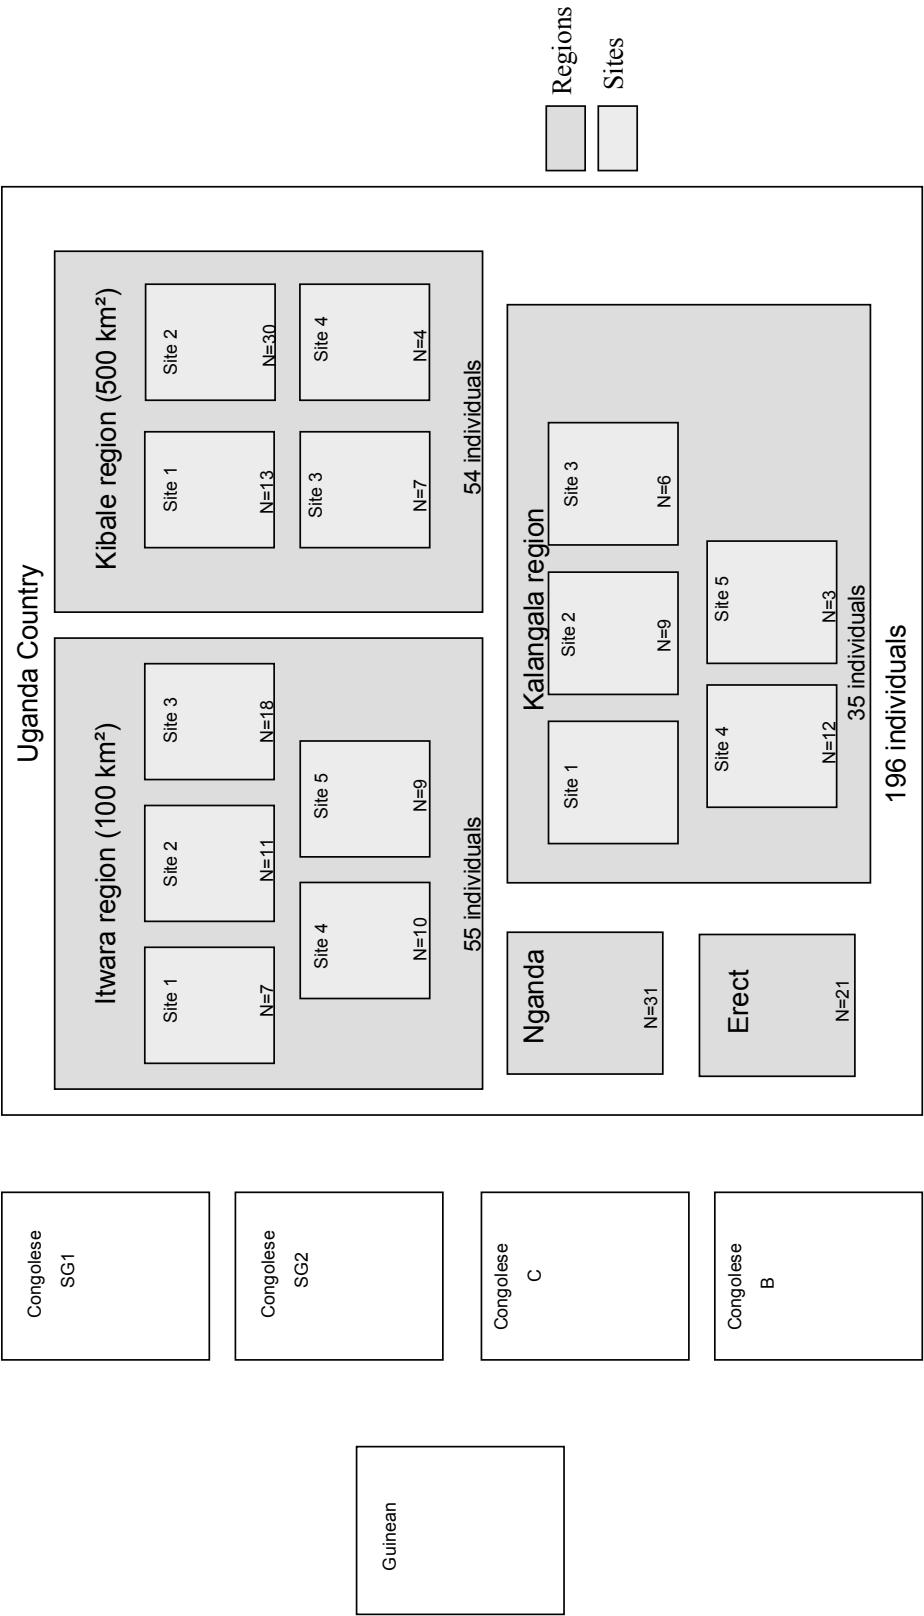 Guinean
Congolese
SG1
Congolese
SG2
Congolese
C
Congolese
B
Uganda Country
Itwara region (100 km²)
Site 1
N=7
Site 2
N=11
Site 3
N=18
Site 4
N=10
Site 5
N=9
55 individuals
Kibale region (500 km²)
Site 1
N=13
Site 2
N=30
Site 3
N=7
Site 4
N=4
54 individuals
Nganda
N=31
Erect
N=21
Kalangala region
Site 1
Site 2
N=9
Site 3
N=6
Site 4
N=12
Site 5
N=3
35 individuals
196 individuals
Regions
Sites